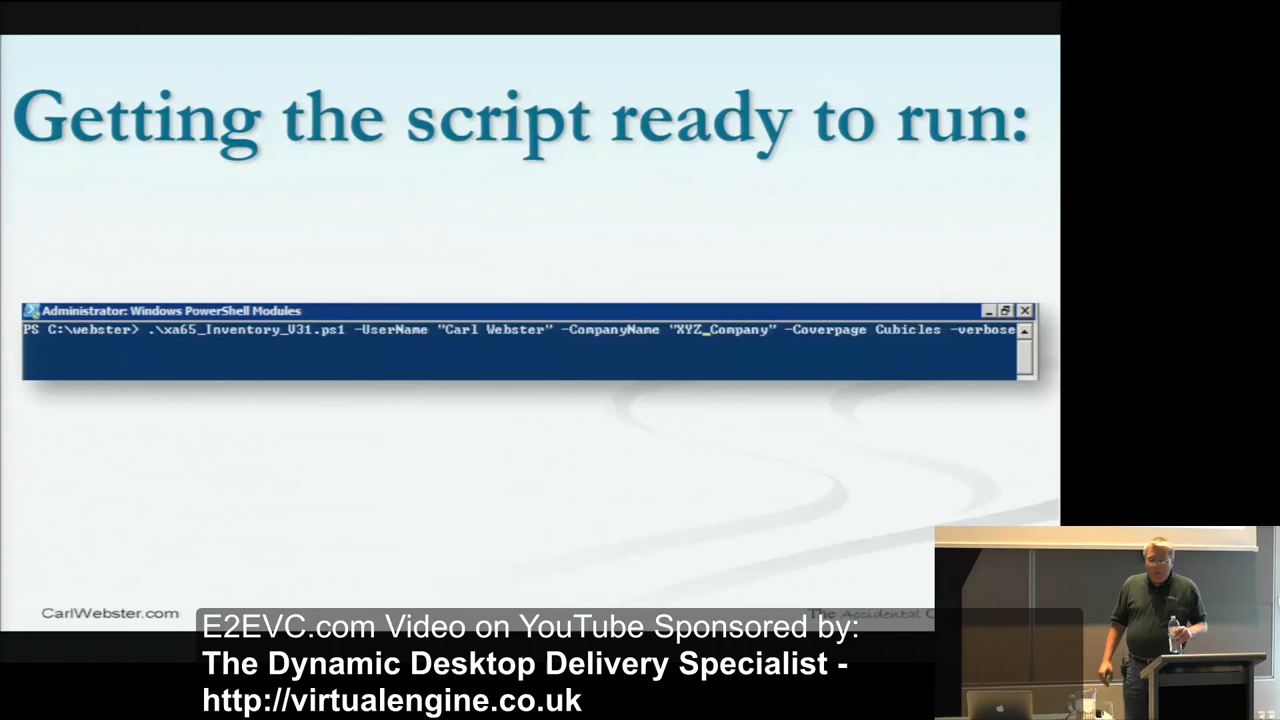 Getting the script ready to run:
Administrator: Windows PowerShell Modules
PS C:\webster> .\xa65_Inventory_V31.ps1 -UserName "Carl Webster" -CompanyName "XYZ_Company" -Coverpage Cubicles -verbose
CarlWebster.com
The Accidental
E2EVC.com Video on YouTube Sponsored by:
The Dynamic Desktop Delivery Specialist -
http://virtualengine.co.uk